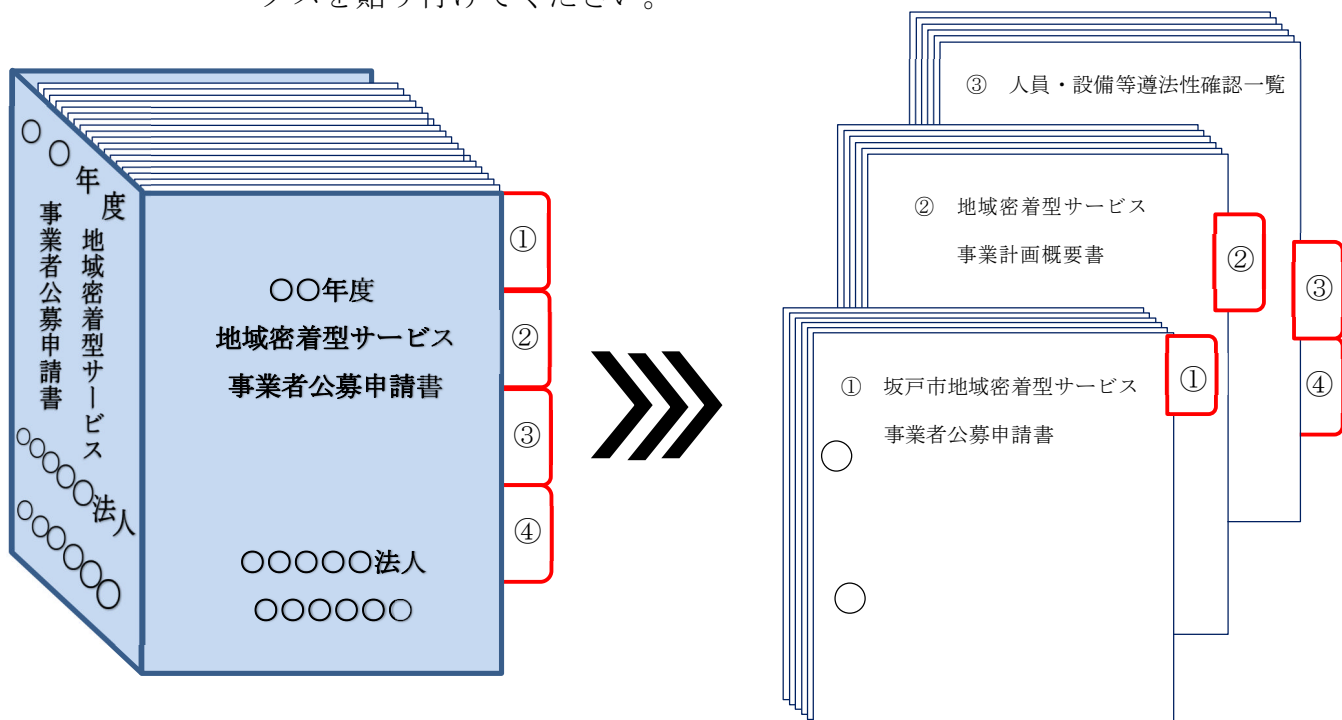 クスを貼り付けてください。
〇〇年度
地域密着型サービス
事業者公募申請書
〇〇〇〇〇法人
〇〇〇〇〇〇
〇〇年度
地域密着型サービス
事業者公募申請書
〇〇〇〇〇法人
〇〇〇〇〇〇
①
②
③
④
③ 人員・設備等遵法性確認一覧
② 地域密着型サービス
事業計画概要書
②
③
① 坂戸市地域密着型サービス
事業者公募申請書
①
④